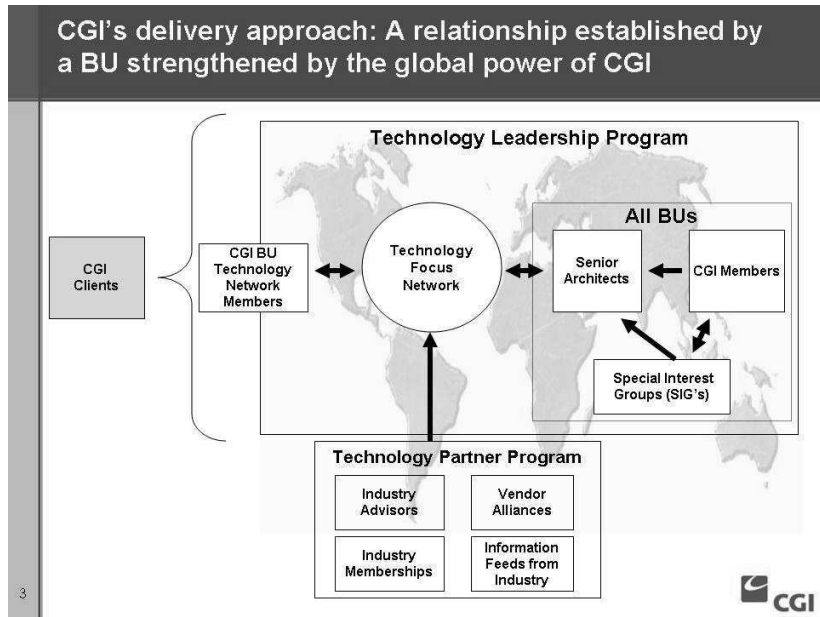 CGI's delivery approach: A relationship established by
a BU strengthened by the global power of CGI
Technology Leadership Program
All BUs
CGI
Clients
CGI BU
Technology
Network
Members
Technology
Focus
Network
Senior
Architects
CGI Members
Special Interest
Groups (SIG's)
Technology Partner Program
Industry
Advisors
Vendor
Alliances
Industry
Memberships
Information
Feeds from
Industry
3
CGI